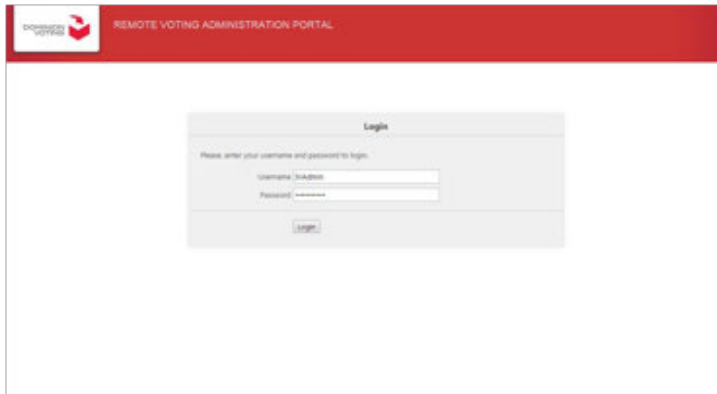 DOMINION
VOTING
REMOTE VOTING ADMINISTRATION PORTAL
Login
Please, enter your username and password to login.
Username
Password
Login